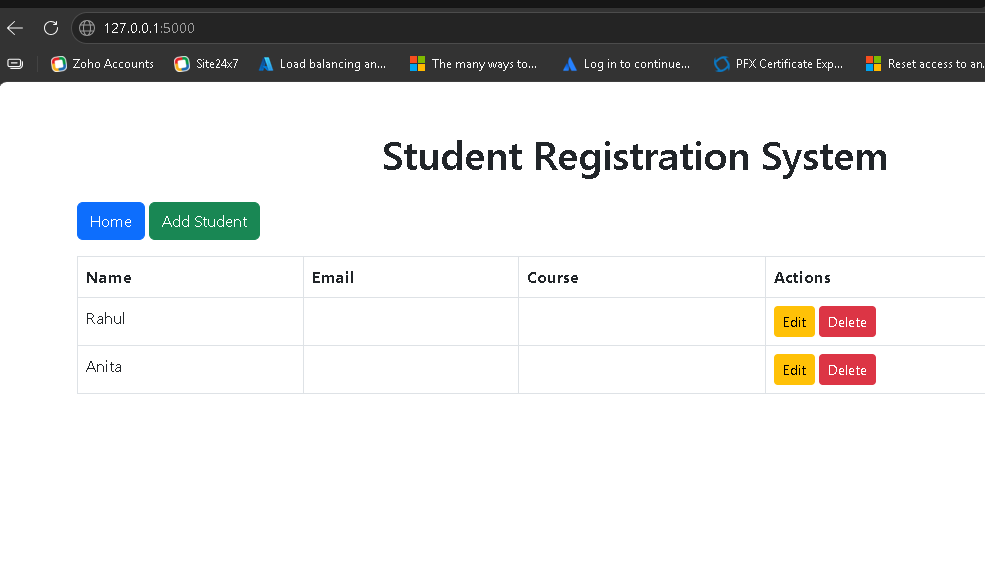 127.0.0.1:5000
Zoho Accounts Site24x7 Load balancing an... The many ways to... Log in to continue... PFX Certificate Exp... Reset access to an...
Student Registration System
Home Add Student
Name Email Course Actions
Rahul Edit Delete
Anita Edit Delete